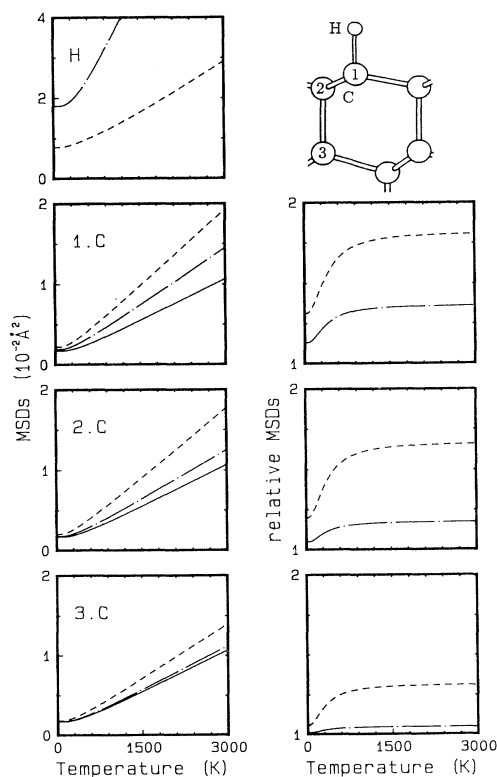 4
H
2
0
H
1
2
C
3
2
1.C
1
0
2
1
2
2.C
1
0
2
1
2
3.C
1
0
0 1500 3000
Temperature (K)
2
1
0 1500 3000
Temperature (K)
MSDs (10⁻²Å²)
relative MSDs